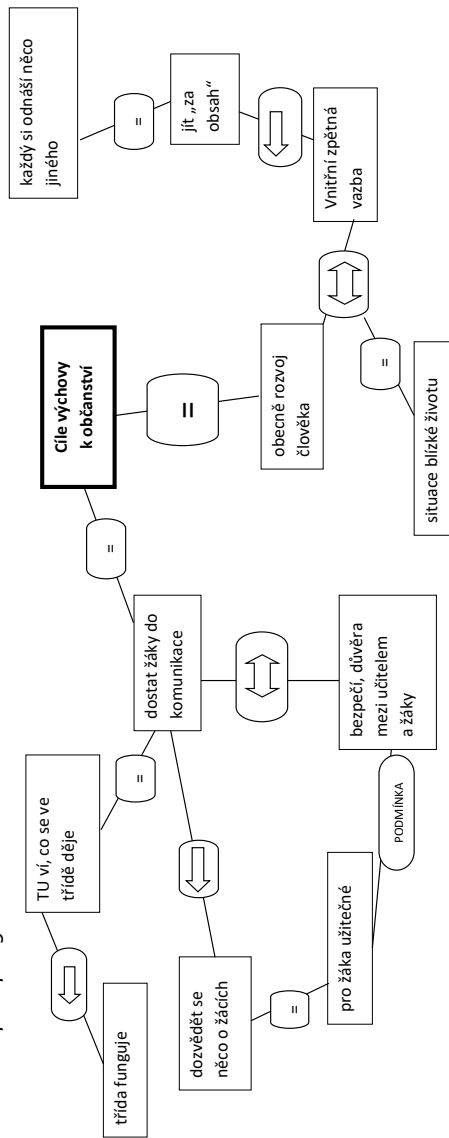 každý si odnáší něco
jiného
=
jít „za
obsah“
Vnitřní zpětná
vazba
Cíle výchovy
k občanství
=
obecně rozvoj
člověka
=
situace blízké životu
=
dostat žáky do
komunikace
=
TU ví, co se ve
třídě děje
třída funguje
bezpečí, důvěra
mezi učitelem
a žáky
PODMÍNKA
dozvědět se
něco o žácích
=
pro žáka užitečné